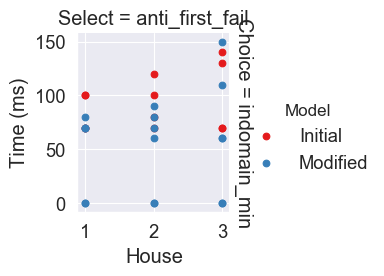 Select = anti_first_fail
150
100
50
0
Time (ms)
1 2 3
House
Choice = indomain_min
Model
Initial
Modified